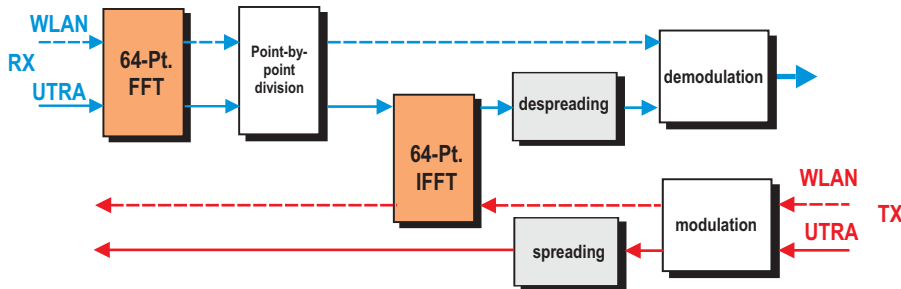 WLAN
RX
UTRA
64-Pt.
FFT
Point-by-
point
division
demodulation
despreading
64-Pt.
IFFT
WLAN
TX
UTRA
modulation
spreading